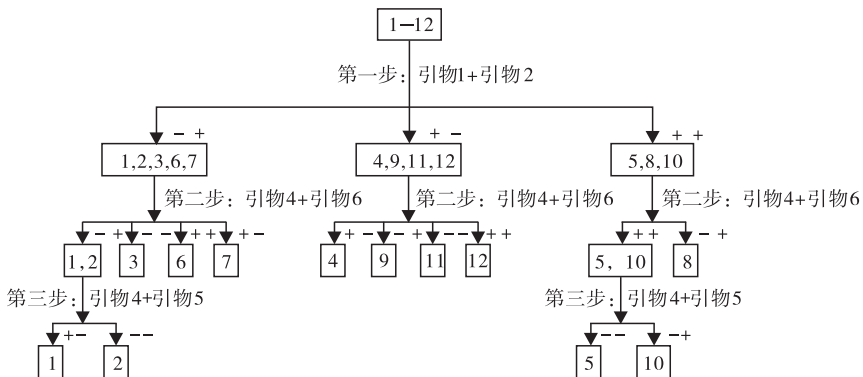 1-12
第一步：引物1+引物2
- + + - + +
1,2,3,6,7 4,9,11,12 5,8,10
第二步：引物4+引物6 第二步：引物4+引物6 第二步：引物4+引物6
- + - - + + + - + - - + - - + + + + - +
1,2 3 6 7 4 9 11 12 5, 10 8
第三步：引物4+引物5 第三步：引物4+引物5
+ - - - - - - +
1 2 5 10